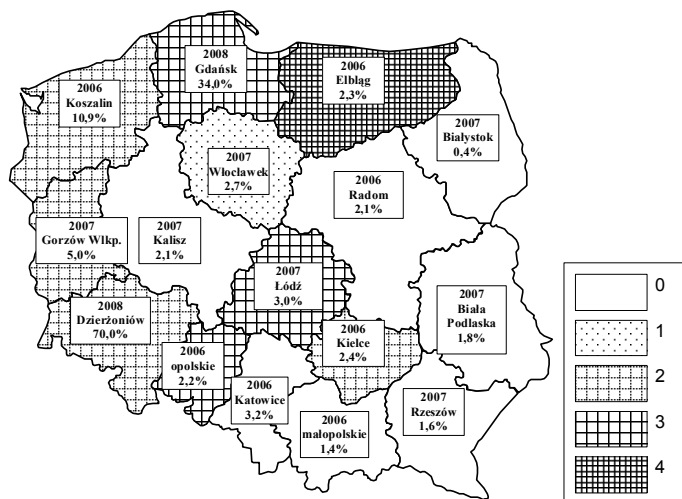 2008
Gdańsk
34,0%
2006
Elbląg
2,3%
2006
Koszalin
10,9%
2007
Białystok
0,4%
2007
Włocławek
2,7%
2006
Radom
2,1%
2007
Gorzów Wlkp.
5,0%
2007
Kalisz
2,1%
2007
Łódź
3,0%
2007
Biała
Podlaska
1,8%
2008
Dzierżoniów
70,0%
2006
Kielce
2,4%
2006
opolskie
2,2%
2006
Katowice
3,2%
2006
małopolskie
1,4%
2007
Rzeszów
1,6%
0
1
2
3
4